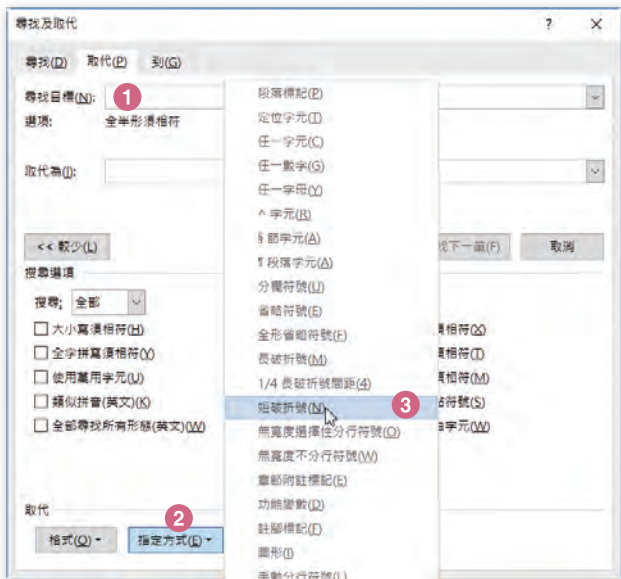 尋找及取代
? ×
尋找(D) 取代(P) 到(G)
尋找目標(N): 1
選項: 全半形須相符
取代為(I):
<< 較少(L)
找下一筆(F) 取消
搜尋選項
搜尋: 全部
大小寫須相符(H)
全字拼寫須相符(Y)
使用萬用字元(U)
類似拼音(英文)(K)
全部尋找所有形態(英文)(W)
須相符(X)
須相符(T)
須相符(M)
符號(S)
字元(W)
取代
2
格式(O) 指定方式(E)
段落標記(P)
定位字元(T)
任一字元(C)
任一數字(G)
任一字母(Y)
^ 字元(R)
§ 節字元(A)
¶ 段落字元(A)
分欄符號(U)
省略符號(E)
全形省略符號(F)
長破折號(M)
1/4 長破折號間距(4)
短破折號(N) 3
無寬度選擇性分行符號(O)
無寬度不分行符號(W)
章節附註標記(E)
功能變數(D)
註腳標記(F)
圖形(I)
手動分行符號(L)